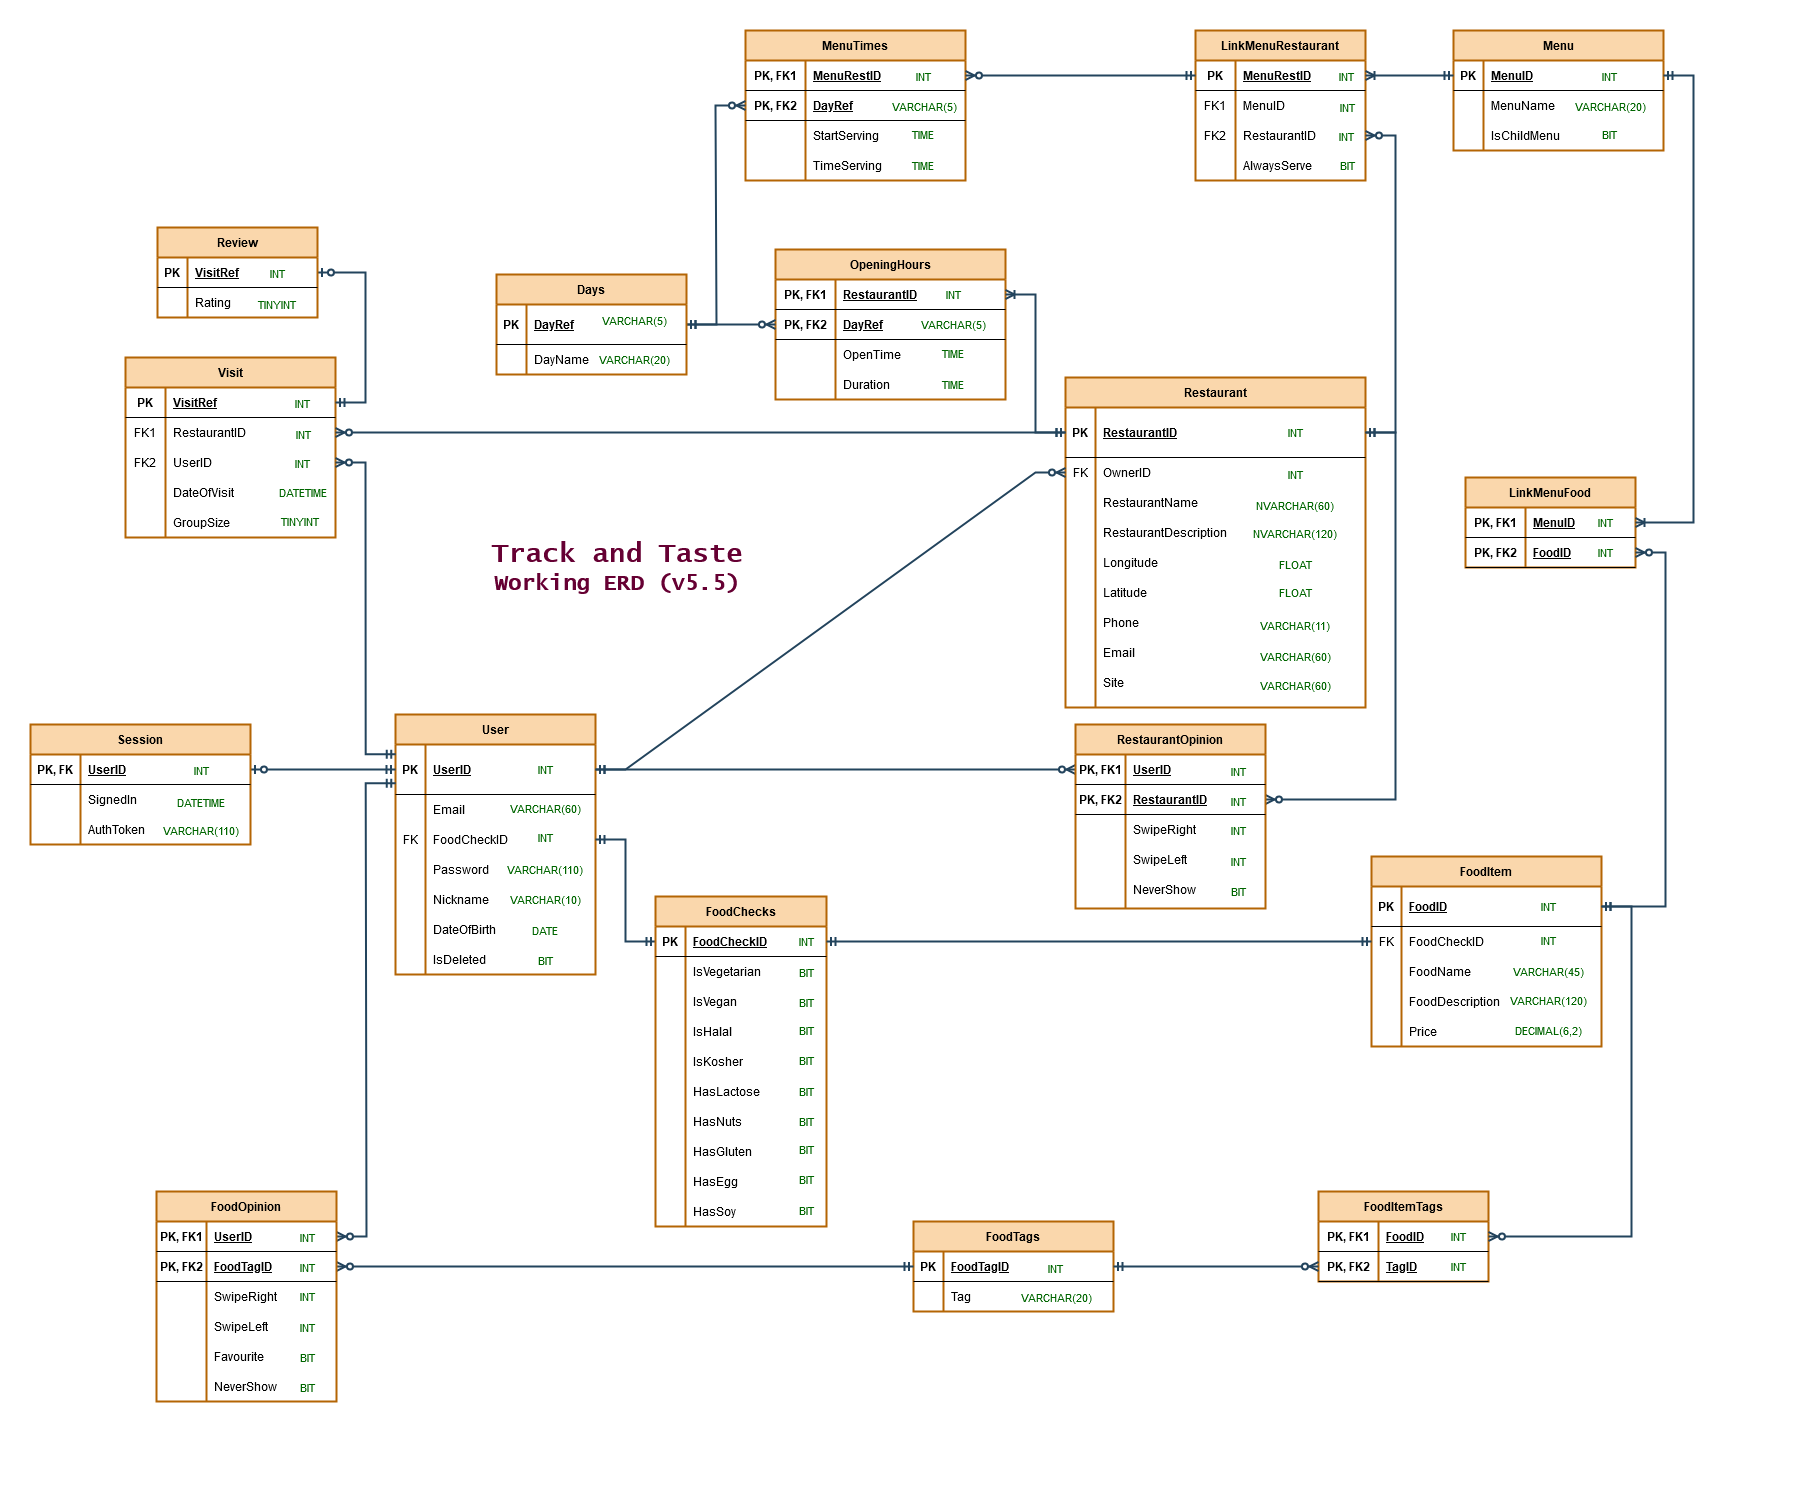 MenuTimes
PK, FK1 MenuRestID INT
PK, FK2 DayRef VARCHAR(5)
StartServing TIME
TimeServing TIME
LinkMenuRestaurant
PK MenuRestID INT
FK1 MenuID INT
FK2 RestaurantID INT
AlwaysServe BIT
Menu
PK MenuID INT
MenuName VARCHAR(20)
IsChildMenu BIT
Review
PK VisitRef INT
Rating TINYINT
Days
PK DayRef VARCHAR(5)
DayName VARCHAR(20)
OpeningHours
PK, FK1 RestaurantID INT
PK, FK2 DayRef VARCHAR(5)
OpenTime TIME
Duration TIME
Visit
PK VisitRef INT
FK1 RestaurantID INT
FK2 UserID INT
DateOfVisit DATETIME
GroupSize TINYINT
Restaurant
PK RestaurantID INT
FK OwnerID INT
RestaurantName NVARCHAR(60)
RestaurantDescription NVARCHAR(120)
Longitude FLOAT
Latitude FLOAT
Phone VARCHAR(11)
Email VARCHAR(60)
Site VARCHAR(60)
LinkMenuFood
PK, FK1 MenuID INT
PK, FK2 FoodID INT
Track and Taste
Working ERD (v5.5)
Session
PK, FK UserID INT
SignedIn DATETIME
AuthToken VARCHAR(110)
User
PK UserID INT
Email VARCHAR(60)
FK FoodCheckID INT
Password VARCHAR(110)
Nickname VARCHAR(10)
DateOfBirth DATE
IsDeleted BIT
RestaurantOpinion
PK, FK1 UserID INT
PK, FK2 RestaurantID INT
SwipeRight INT
SwipeLeft INT
NeverShow BIT
FoodItem
PK FoodID INT
FK FoodCheckID INT
FoodName VARCHAR(45)
FoodDescription VARCHAR(120)
Price DECIMAL(6,2)
FoodChecks
PK FoodCheckID INT
IsVegetarian BIT
IsVegan BIT
IsHalal BIT
IsKosher BIT
HasLactose BIT
HasNuts BIT
HasGluten BIT
HasEgg BIT
HasSoy BIT
FoodOpinion
PK, FK1 UserID INT
PK, FK2 FoodTagID INT
SwipeRight INT
SwipeLeft INT
Favourite BIT
NeverShow BIT
FoodTags
PK FoodTagID INT
Tag VARCHAR(20)
FoodItemTags
PK, FK1 FoodID INT
PK, FK2 TagID INT